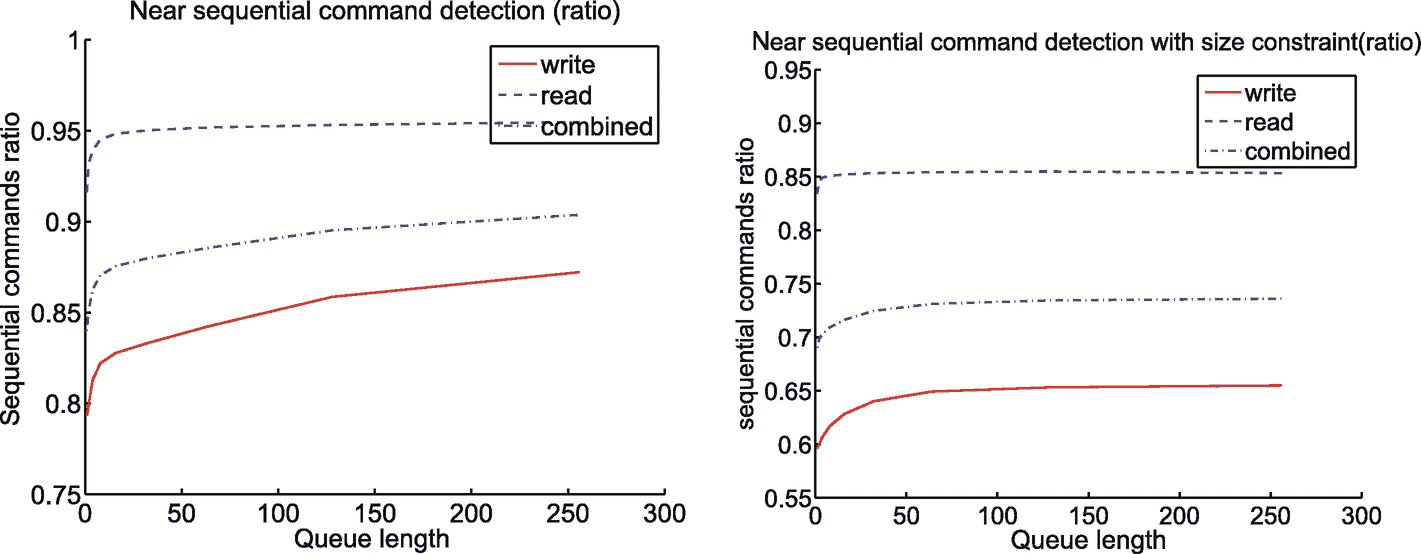 Near sequential command detection (ratio)
Sequential commands ratio
1
0.95
0.9
0.85
0.8
0.75
write
read
combined
0 50 100 150 200 250 300
Queue length
Near sequential command detection with size constraint(ratio)
sequential commands ratio
0.95
0.9
0.85
0.8
0.75
0.7
0.65
0.6
0.55
write
read
combined
0 50 100 150 200 250 300
Queue length